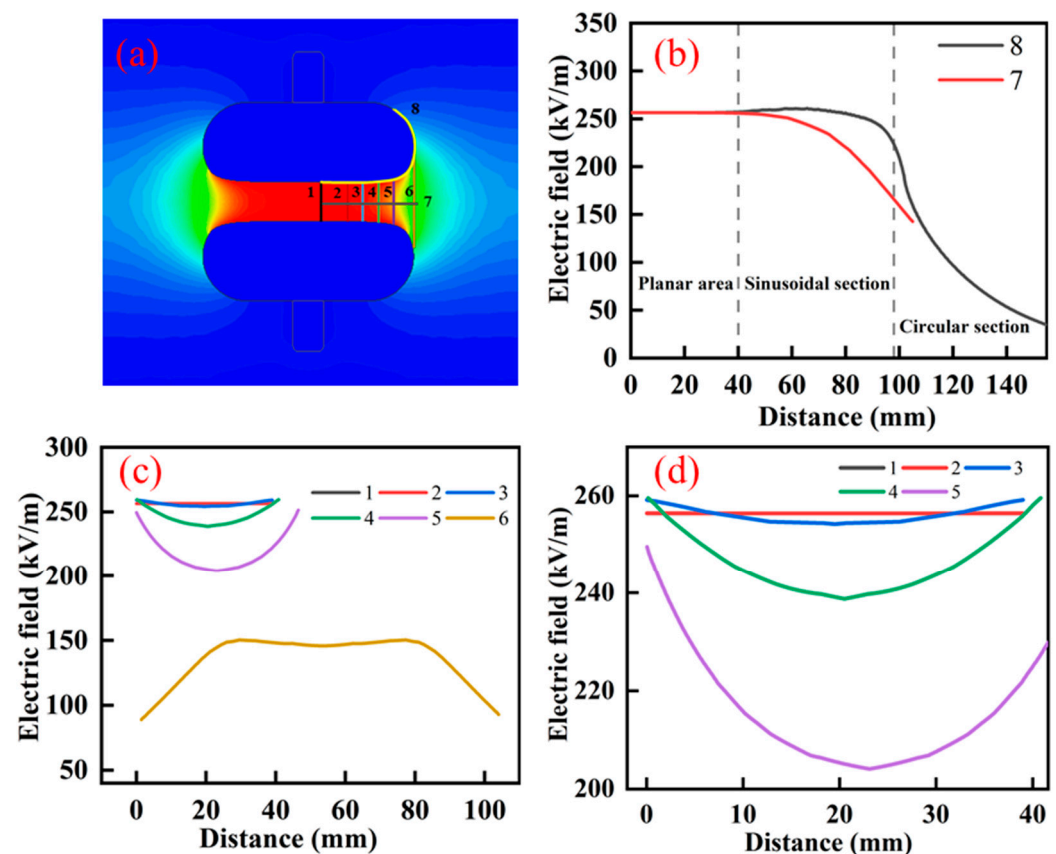 (a)
8
1 2 3 4 5 6
7
(b)
8
7
Electric field (kV/m)
350
300
250
200
150
100
50
0
Planar area Sinusoidal section
Circular section
0 20 40 60 80 100 120 140
Distance (mm)
(c)
1 2 3
4 5 6
Electric field (kV/m)
300
250
200
150
100
50
0 20 40 60 80 100
Distance (mm)
(d)
1 2 3
4 5
Electric field (kV/m)
260
240
220
200
0 10 20 30 40
Distance (mm)